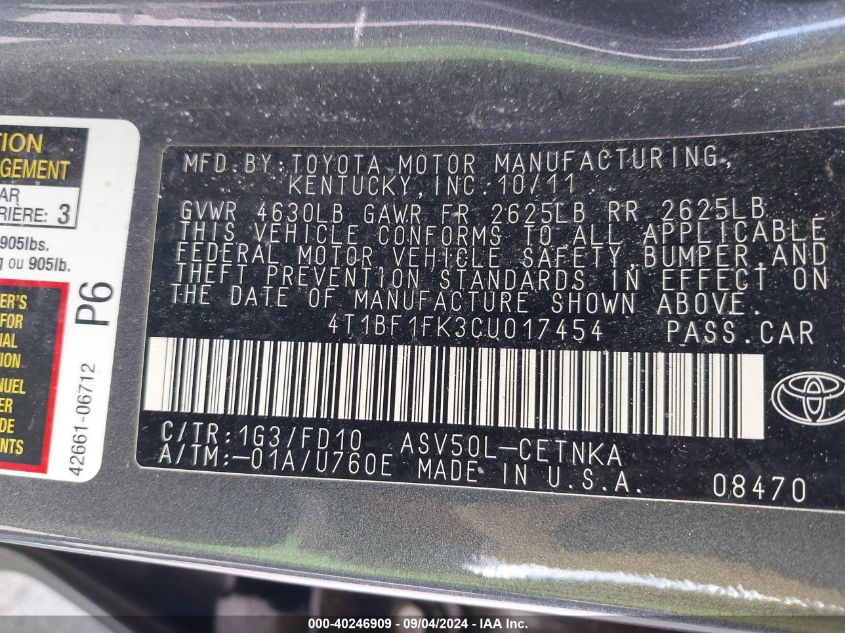 TION
AGEMENT
AR
RIÈRE: 3
905lbs.
g ou 905lb.
ER'S
FOR
NAL
ION
NUEL
ER
DE
DES
P6
42661-06712
MFD.BY:TOYOTA MOTOR MANUFACTURING,
KENTUCKY,INC.10/11
GVWR 4630LB GAWR FR 2625LB RR 2625LB
THIS VEHICLE CONFORMS TO ALL APPLICABLE
FEDERAL MOTOR VEHICLE SAFETY,BUMPER,AND
THEFT PREVENTION STANDARDS IN EFFECT ON
THE DATE OF MANUFACTURE SHOWN ABOVE.
4T1BF1FK3CU017454 PASS.CAR
C/TR:1G3/FD10 ASV50L-CETNKA
A/TM:-01A/U760E MADE IN U.S.A. 08470
000-40246909 - 09/04/2024 - IAA Inc.